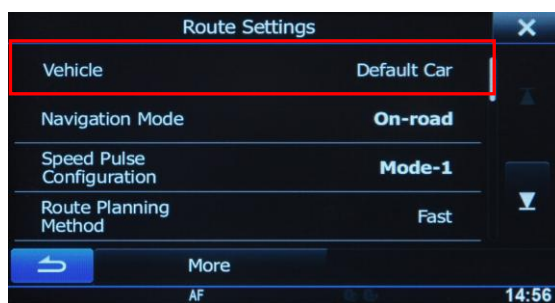 Route Settings
Vehicle Default Car
Navigation Mode On-road
Speed Pulse
Configuration Mode-1
Route Planning
Method Fast
More
AF 14:56